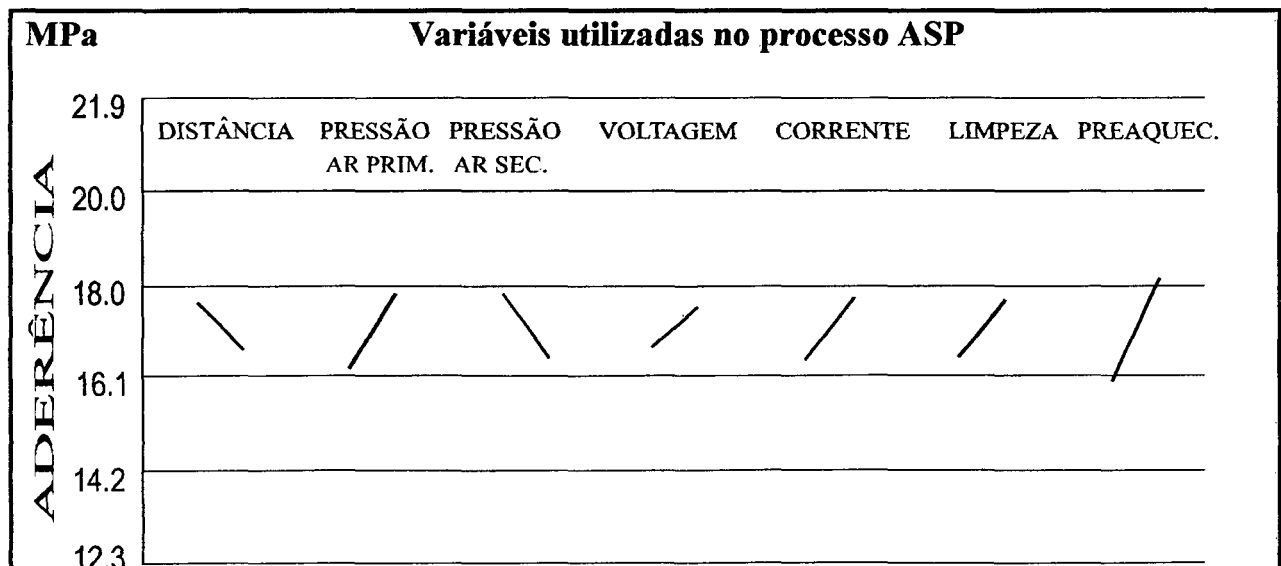 MPa Variáveis utilizadas no processo ASP
21.9
DISTÂNCIA PRESSÃO PRESSÃO VOLTAGEM CORRENTE LIMPEZA PREAQUEC.
AR PRIM. AR SEC.
20.0
18.0
16.1
14.2
12.3
ADERÊNCIA